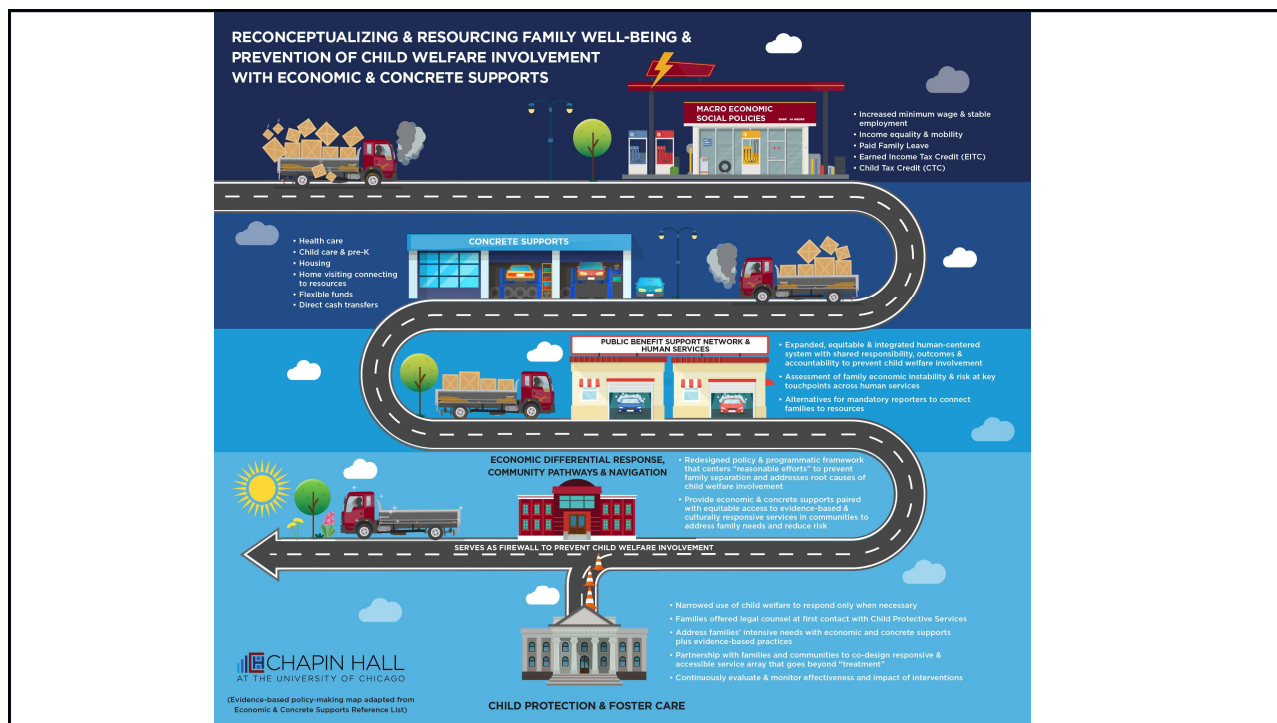 RECONCEPTUALIZING & RESOURCING FAMILY WELL-BEING &
PREVENTION OF CHILD WELFARE INVOLVEMENT
WITH ECONOMIC & CONCRETE SUPPORTS
MACRO ECONOMIC
SOCIAL POLICIES
SHOP 24 HOURS
• Increased minimum wage & stable
employment
• Income equality & mobility
• Paid Family Leave
• Earned Income Tax Credit (EITC)
• Child Tax Credit (CTC)
• Health care
• Child care & pre-K
• Housing
• Home visiting connecting
to resources
• Flexible funds
• Direct cash transfers
CONCRETE SUPPORTS
PUBLIC BENEFIT SUPPORT NETWORK &
HUMAN SERVICES
• Expanded, equitable & integrated human-centered
system with shared responsibility, outcomes &
accountability to prevent child welfare involvement
• Assessment of family economic instability & risk at key
touchpoints across human services
• Alternatives for mandatory reporters to connect
families to resources
ECONOMIC DIFFERENTIAL RESPONSE,
COMMUNITY PATHWAYS & NAVIGATION
• Redesigned policy & programmatic framework
that centers “reasonable efforts” to prevent
family separation and addresses root causes of
child welfare involvement
• Provide economic & concrete supports paired
with equitable access to evidence-based &
culturally responsive services in communities to
address family needs and reduce risk
SERVES AS FIREWALL TO PREVENT CHILD WELFARE INVOLVEMENT
• Narrowed use of child welfare to respond only when necessary
• Families offered legal counsel at first contact with Child Protective Services
• Address families’ intensive needs with economic and concrete supports
plus evidence-based practices
• Partnership with families and communities to co-design responsive &
accessible service array that goes beyond “treatment”
• Continuously evaluate & monitor effectiveness and impact of interventions
CHILD PROTECTION & FOSTER CARE
CHAPIN HALL
AT THE UNIVERSITY OF CHICAGO
(Evidence-based policy-making map adapted from
Economic & Concrete Supports Reference List)